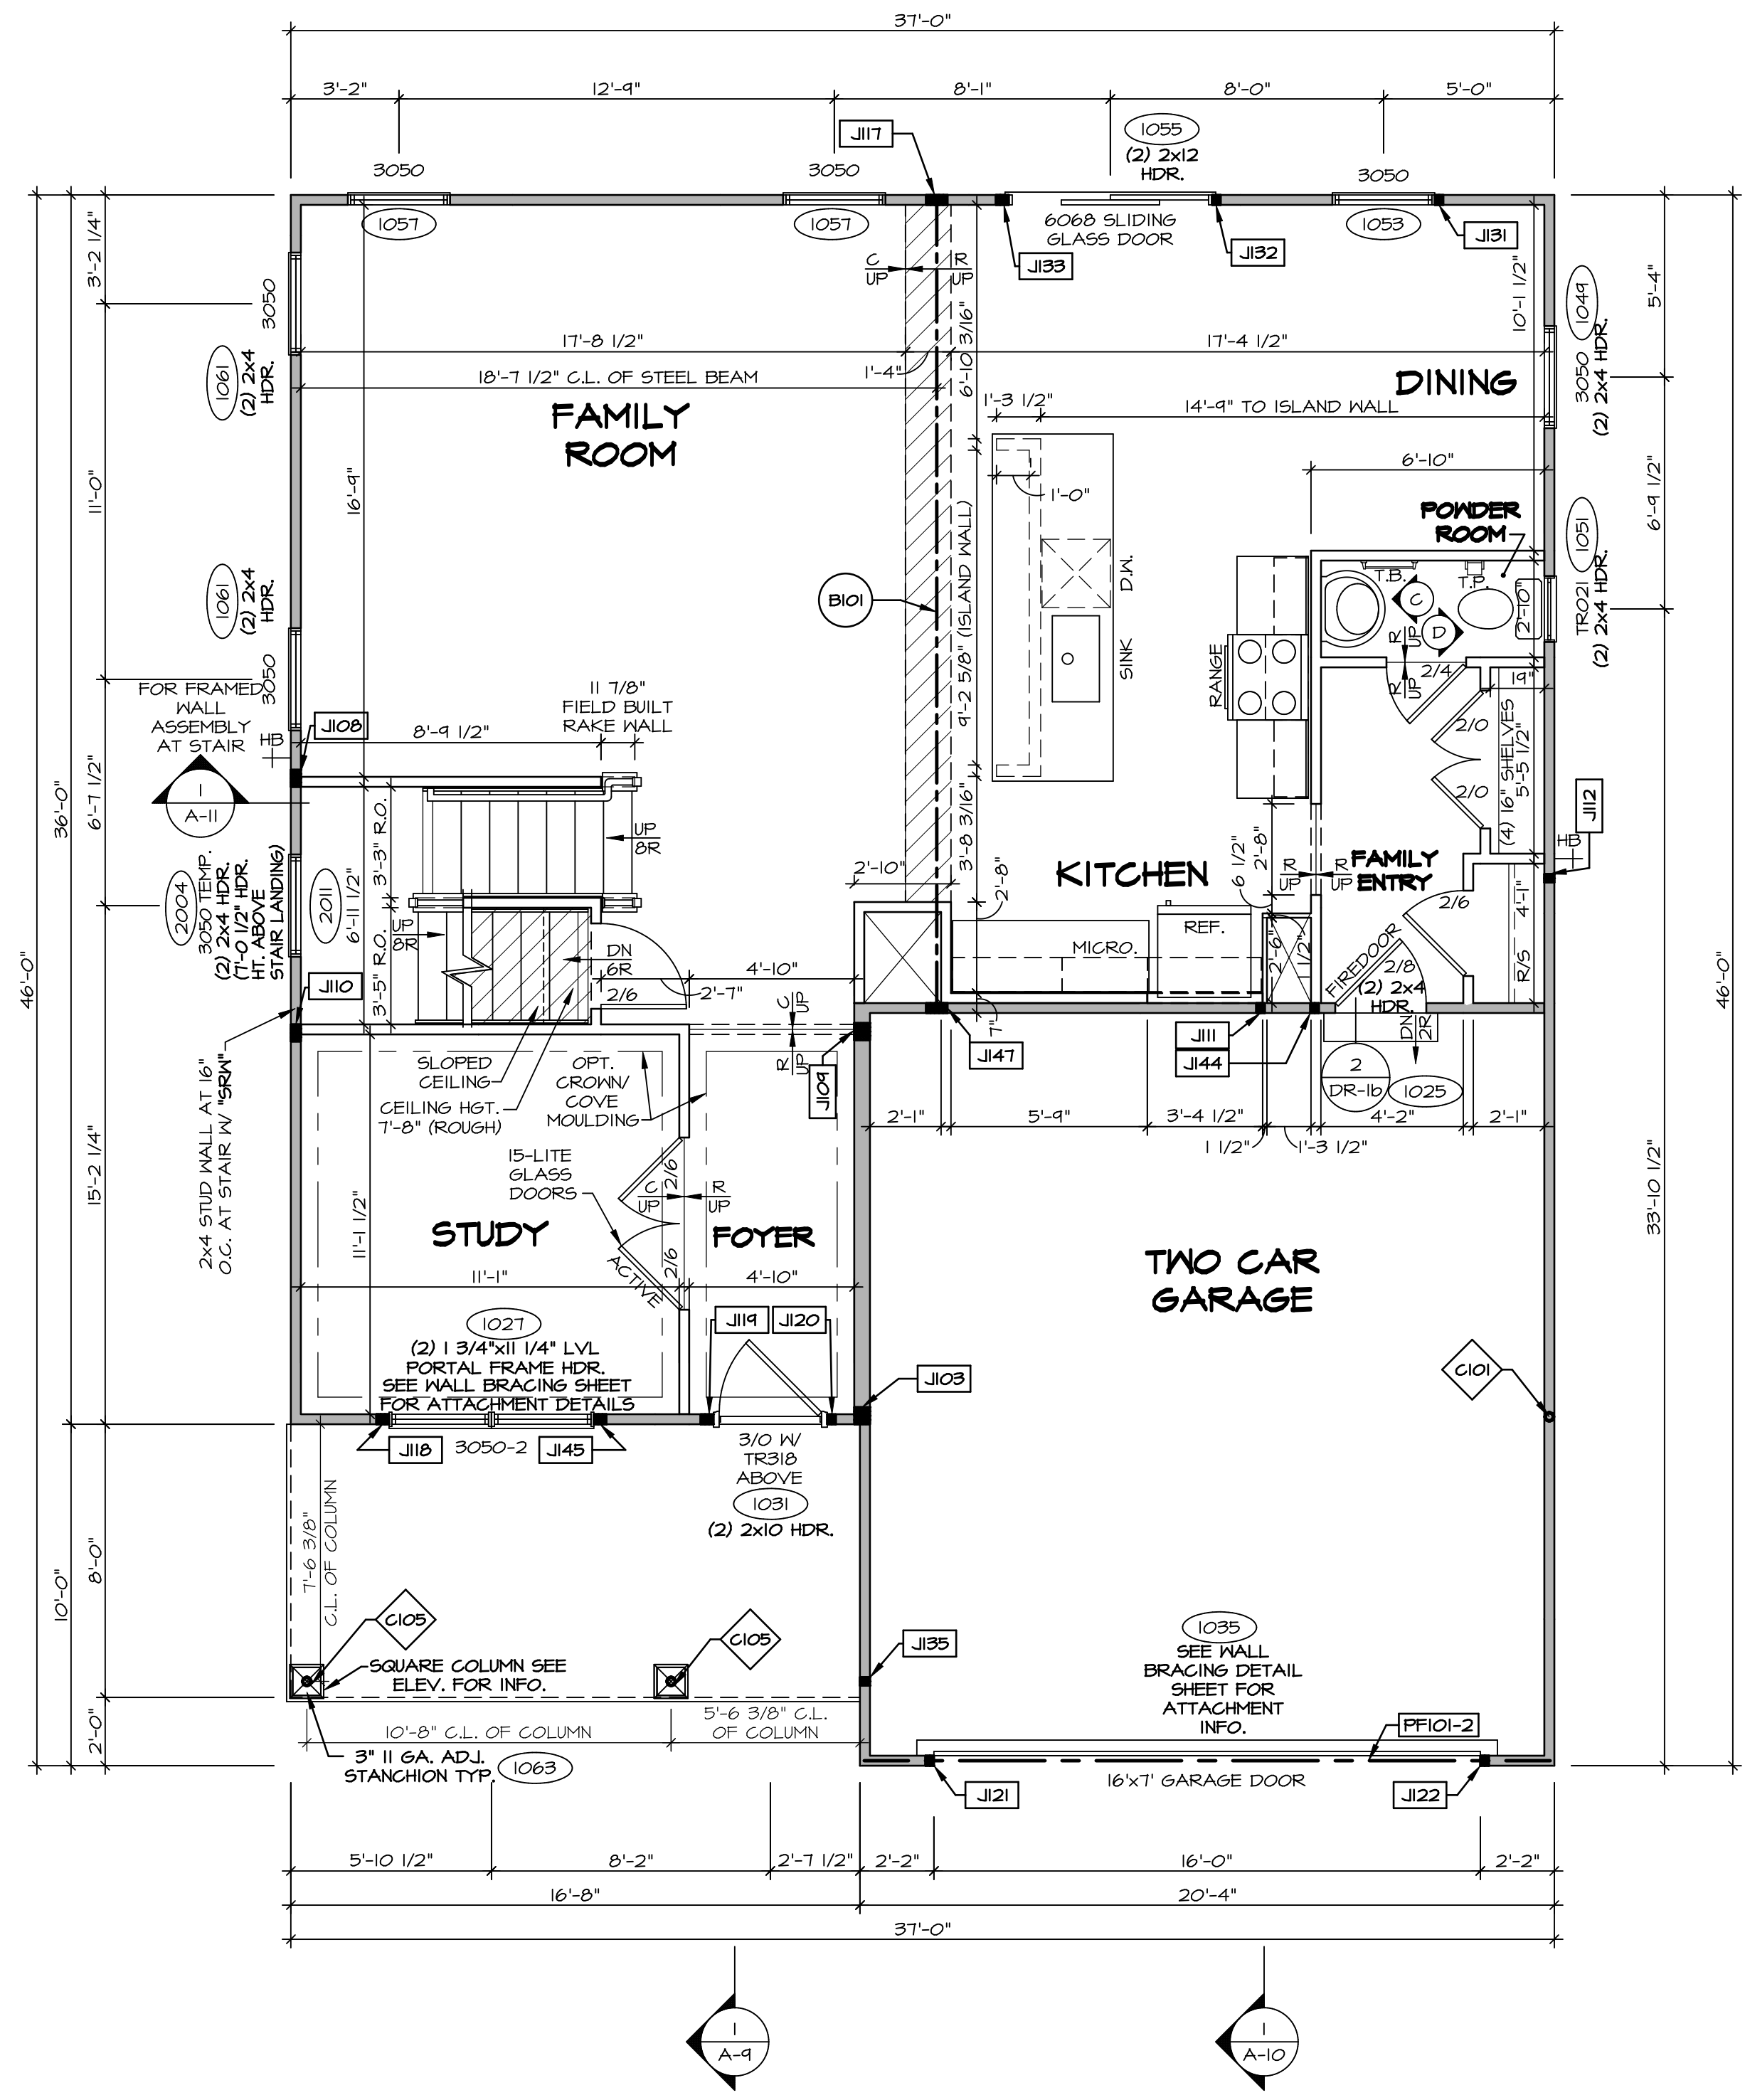 37'-0"
3'-2"
12'-9"
8'-1"
8'-0"
5'-0"
J117
1055
(2) 2x12
HDR.
3050
3050
3050
1057
1057
6068 SLIDING
GLASS DOOR
1053
J133
J132
J131
C
UP
R
UP
3'-2 1/4"
3050
1061
(2) 2x4
HDR.
17'-8 1/2"
1'-4"
17'-4 1/2"
18'-7 1/2" C.L. OF STEEL BEAM
6'-10 3/16"
10'-1 1/2"
1049
3050
(2) 2x4 HDR.
5'-4"
FAMILY
ROOM
DINING
1'-3 1/2"
14'-9" TO ISLAND WALL
16'-9"
11'-0"
6'-10"
1'-0"
POWDER
ROOM
6'-9 1/2"
1051
TR021
(2) 2x4 HDR.
1061
(2) 2x4
HDR.
3050
B101
9'-2 5/8" (ISLAND WALL)
D.W.
SINK
RANGE
T.B.
T.P.
C
D
2'-10"
R
UP
R
UP
2/4
19"
FOR FRAMED
WALL
ASSEMBLY
AT STAIR
HB
J108
1
A-11
8'-9 1/2"
11 7/8"
FIELD BUILT
RAKE WALL
2/0
2/0
(4) 16" SHELVES
5'-5 1/2"
J112
HB
36'-0"
46'-0"
6'-7 1/2"
3'-3" R.O.
UP
8R
3'-8 3/16"
KITCHEN
6 1/2"
2'-8"
R
UP
R
UP
FAMILY
ENTRY
2'-10"
2'-8"
2004
3050 TEMP.
(2) 2x4 HDR.
(7'-0 1/2" HDR.
HT. ABOVE
STAIR LANDING)
2011
6'-11 1/2"
3'-5" R.O.
UP
8R
DN
6R
2/6
2'-7"
4'-10"
MICRO.
REF.
2'-6"
1/2"
2/6
4'-1"
R/S
FIREDOOR
2/8
(2) 2x4
HDR.
46'-0"
J110
C
UP
R
UP
J109
7"
J147
J111
J144
DN
2R
2
DR-1b
1025
2x4 STUD WALL AT 16"
O.C. AT STAIR W/ "SRW"
SLOPED
CEILING
CEILING HGT.
7'-8" (ROUGH)
OPT.
CROWN/
COVE
MOULDING
2'-1"
5'-9"
3'-4 1/2"
1 1/2"
1'-3 1/2"
4'-2"
2'-1"
33'-10 1/2"
15'-2 1/4"
11'-1 1/2"
15-LITE
GLASS
DOORS
2/6
C
UP
R
UP
STUDY
FOYER
2/6
ACTIVE
11'-1"
4'-10"
TWO CAR
GARAGE
1027
(2) 1 3/4"x11 1/4" LVL
PORTAL FRAME HDR.
SEE WALL BRACING SHEET
FOR ATTACHMENT DETAILS
J119
J120
J103
C101
J118
3050-2
J145
3/0 W/
TR318
ABOVE
1031
(2) 2x10 HDR.
7'-6 3/8"
C.L. OF COLUMN
10'-0"
8'-0"
2'-0"
C105
C105
SQUARE COLUMN SEE
ELEV. FOR INFO.
J135
1035
SEE WALL
BRACING DETAIL
SHEET FOR
ATTACHMENT
INFO.
PF101-2
10'-8" C.L. OF COLUMN
5'-6 3/8" C.L.
OF COLUMN
3" 11 GA. ADJ.
STANCHION TYP.
1063
16'x7' GARAGE DOOR
J121
J122
5'-10 1/2"
8'-2"
2'-7 1/2"
2'-2"
16'-0"
2'-2"
16'-8"
20'-4"
37'-0"
1
A-9
1
A-10